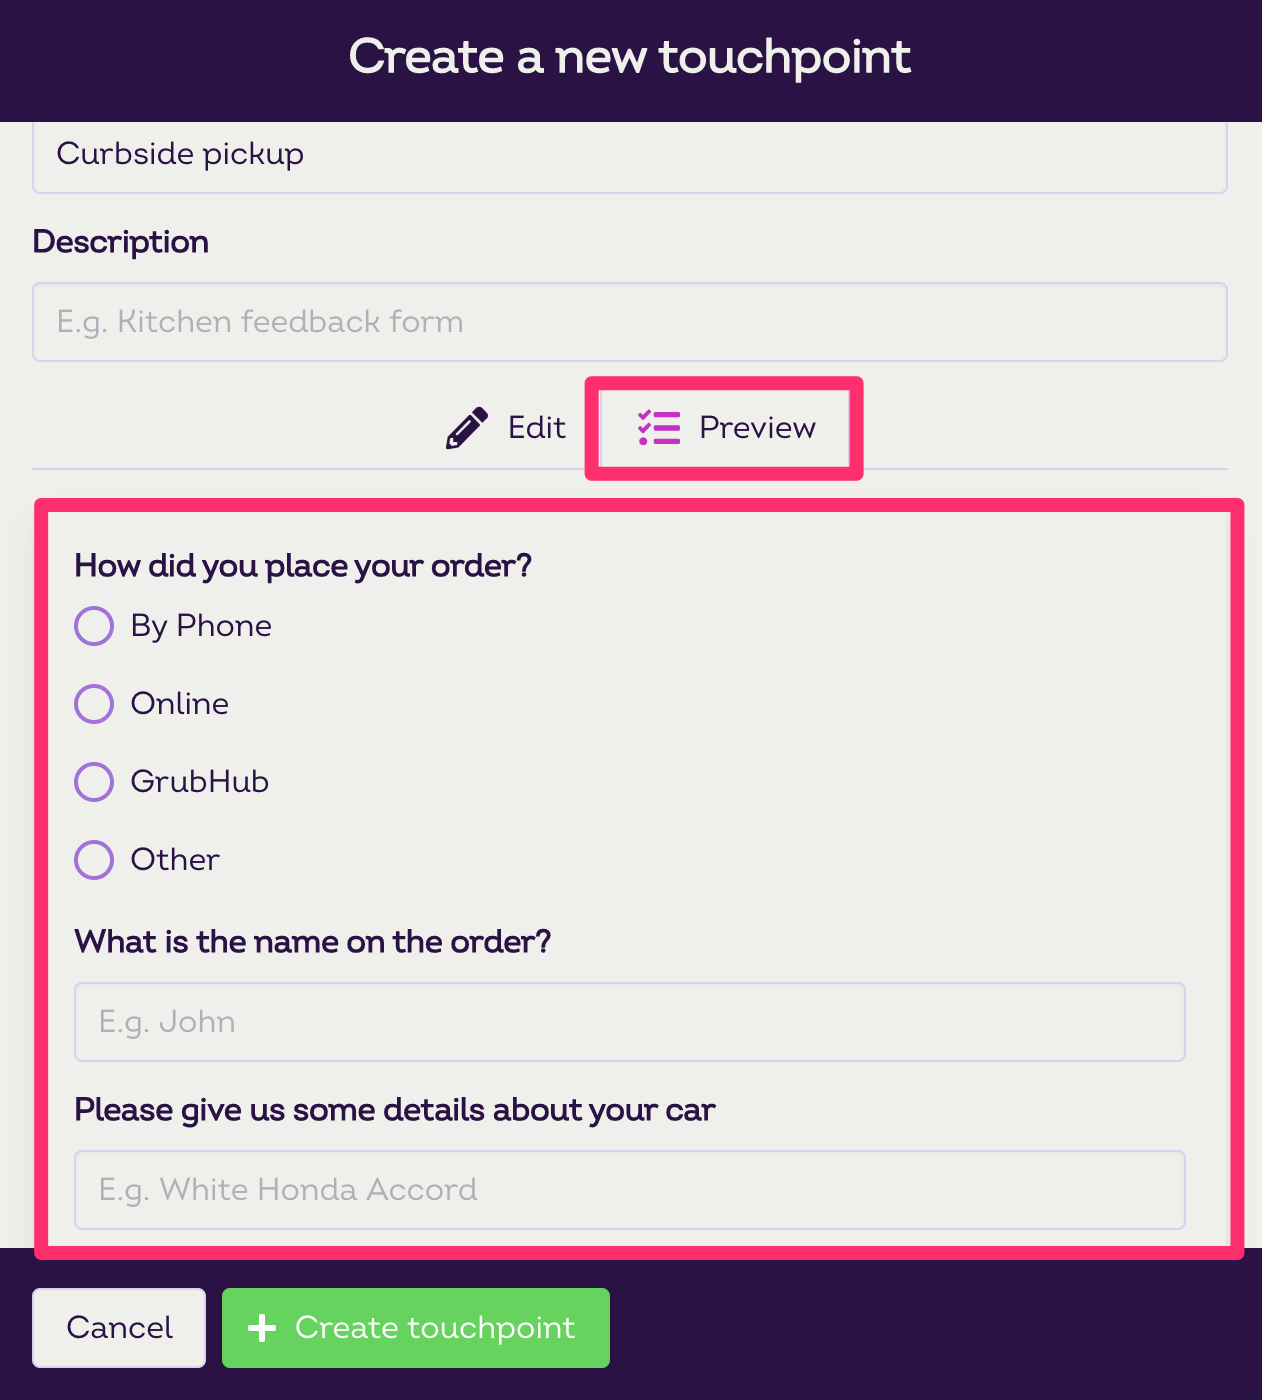 Create a new touchpoint
Curbside pickup
Description
E.g. Kitchen feedback form
Edit
Preview
How did you place your order?
By Phone
Online
GrubHub
Other
What is the name on the order?
E.g. John
Please give us some details about your car
E.g. White Honda Accord
Cancel
Create touchpoint